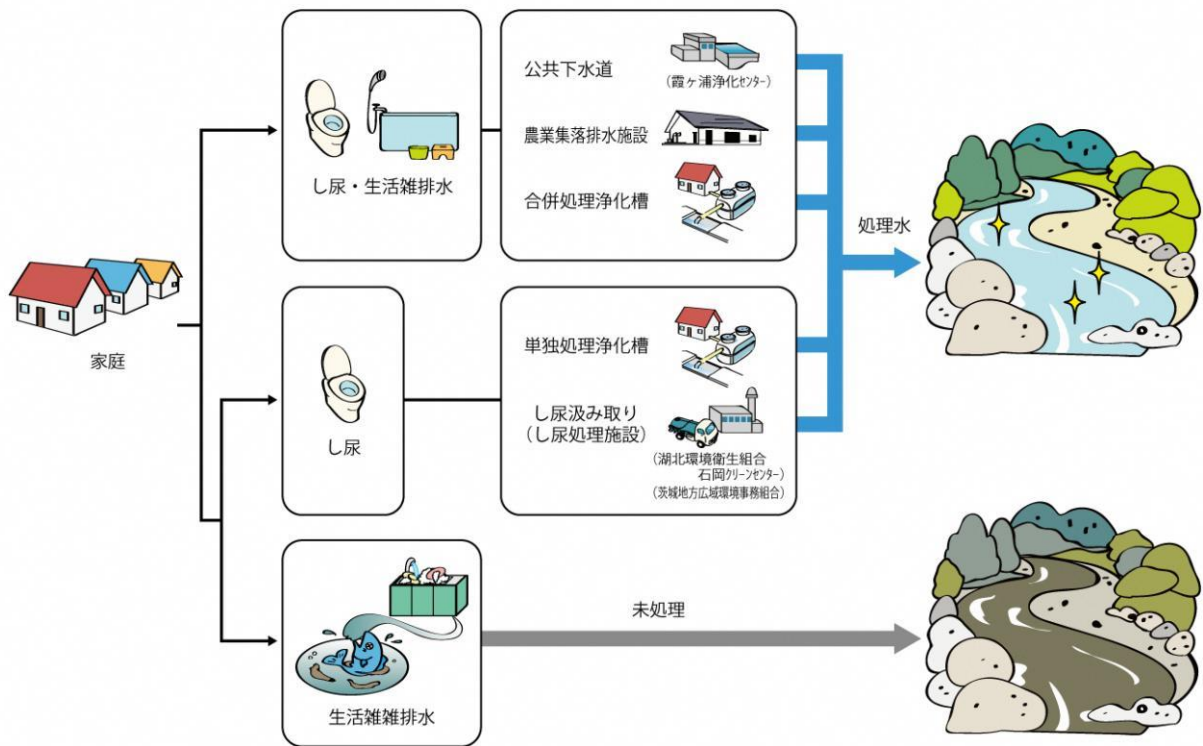 家庭
し尿・生活雑排水
公共下水道
(霞ヶ浦浄化センター)
農業集落排水施設
合併処理浄化槽
処理水
し尿
単独処理浄化槽
し尿汲み取り
(し尿処理施設)
(湖北環境衛生組合
石岡クリーンセンター)
(茨城地方広域環境事務組合)
生活雑雑排水
未処理